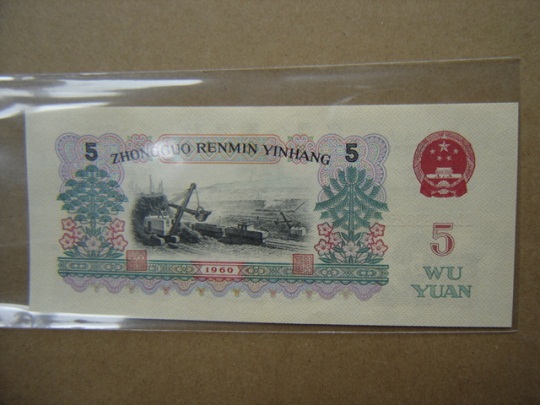 5 ZHONGGUO RENMIN YINHANG 5
1960
5
WU
YUAN